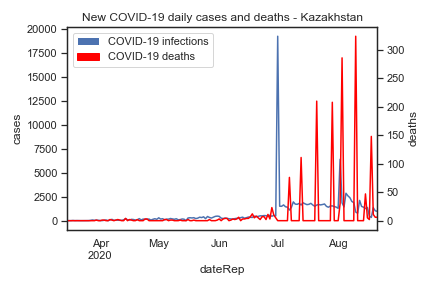 New COVID-19 daily cases and deaths - Kazakhstan
COVID-19 infections
COVID-19 deaths
20000
17500
15000
12500
10000
7500
5000
2500
0
cases
300
250
200
150
100
50
0
deaths
Apr
2020
May
Jun
Jul
Aug
dateRep